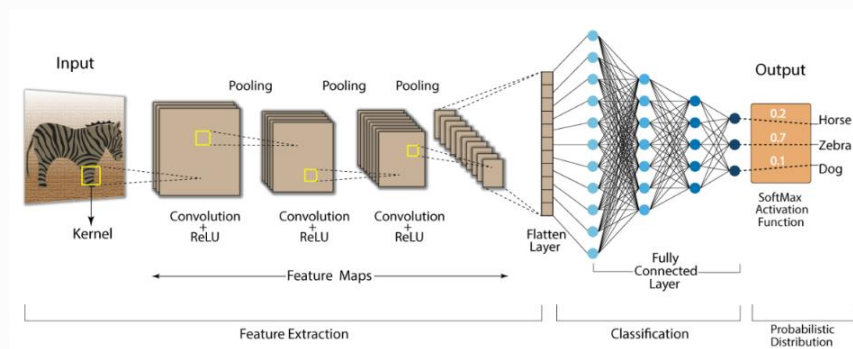 Input
Kernel
Pooling
Pooling
Pooling
Convolution
+
ReLU
Convolution
+
ReLU
Convolution
+
ReLU
Feature Maps
Flatten
Layer
Fully
Connected
Layer
Output
0.2
0.7
0.1
Horse
Zebra
Dog
SoftMax
Activation
Function
Feature Extraction
Classification
Probabilistic
Distribution